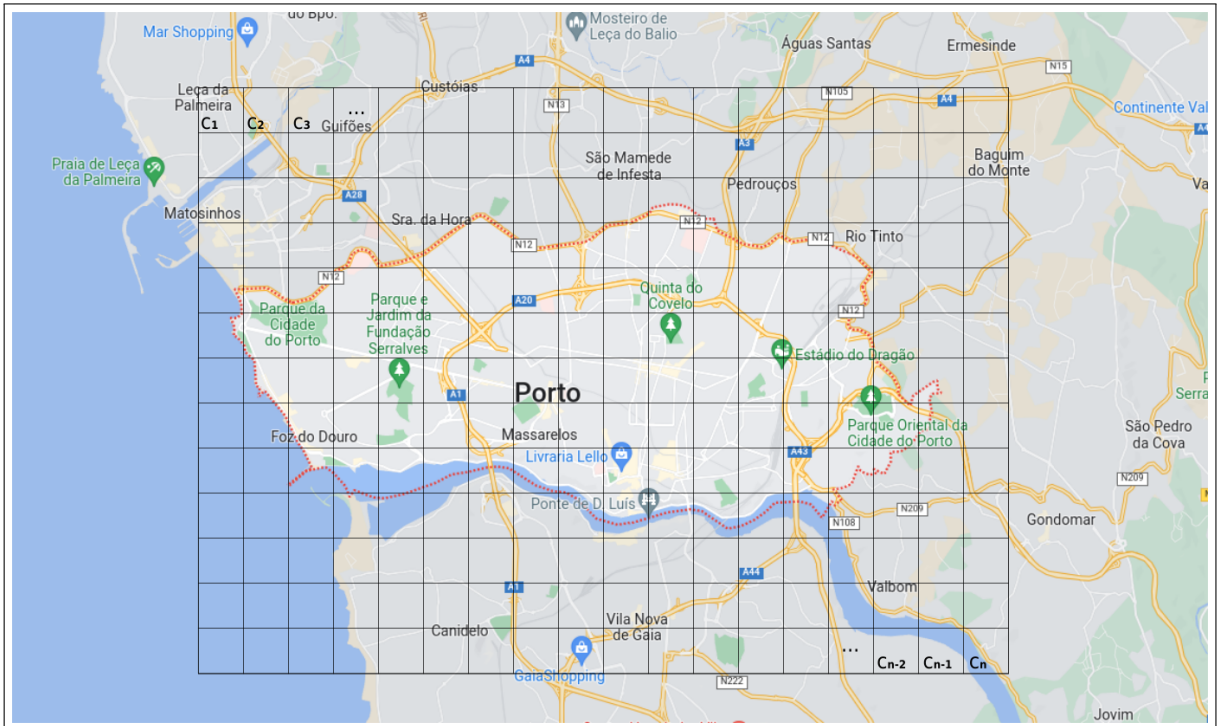 do Bpo.
Mar Shopping
Mosteiro de
Leça do Balio
Águas Santas
Ermesinde
A4
N15
Custóias
Leça da
Palmeira
N13
N105
A4
Continente Val
C₁
C₂
C₃
...
Guifões
A3
Praia de Leça
da Palmeira
São Mamede
de Infesta
Pedrouços
Baguim
do Monte
A28
Matosinhos
Sra. da Hora
N12
N12
N12
Rio Tinto
N12
Parque da
Cidade
do Porto
Parque e
Jardim da
Fundação
Serralves
A20
Quinta do
Covelo
N12
Estádio do Dragão
A1
Porto
Parque Oriental da
Cidade do Porto
São Pedro
da Cova
Foz do Douro
Massarelos
Livraria Lello
A43
N209
Ponte de D. Luís
N209
N108
Gondomar
A1
A44
Valbom
Canidelo
Vila Nova
de Gaia
...
Cₙ₋₂
Cₙ₋₁
Cₙ
GaiaShopping
N222
Jovim